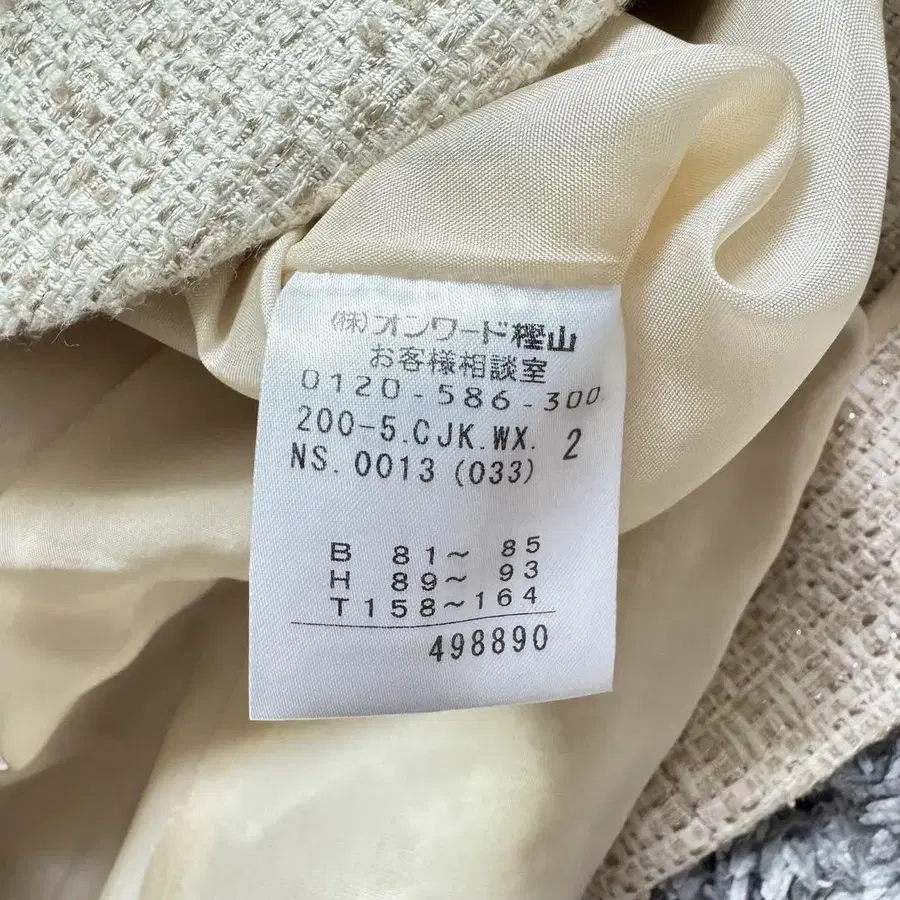 (株)オンワード樫山
お客様相談室
0120-586-300
200-5.CJK.WX. 2
NS.0013(033)
B 81~ 85
H 89~ 93
T158~164
498890